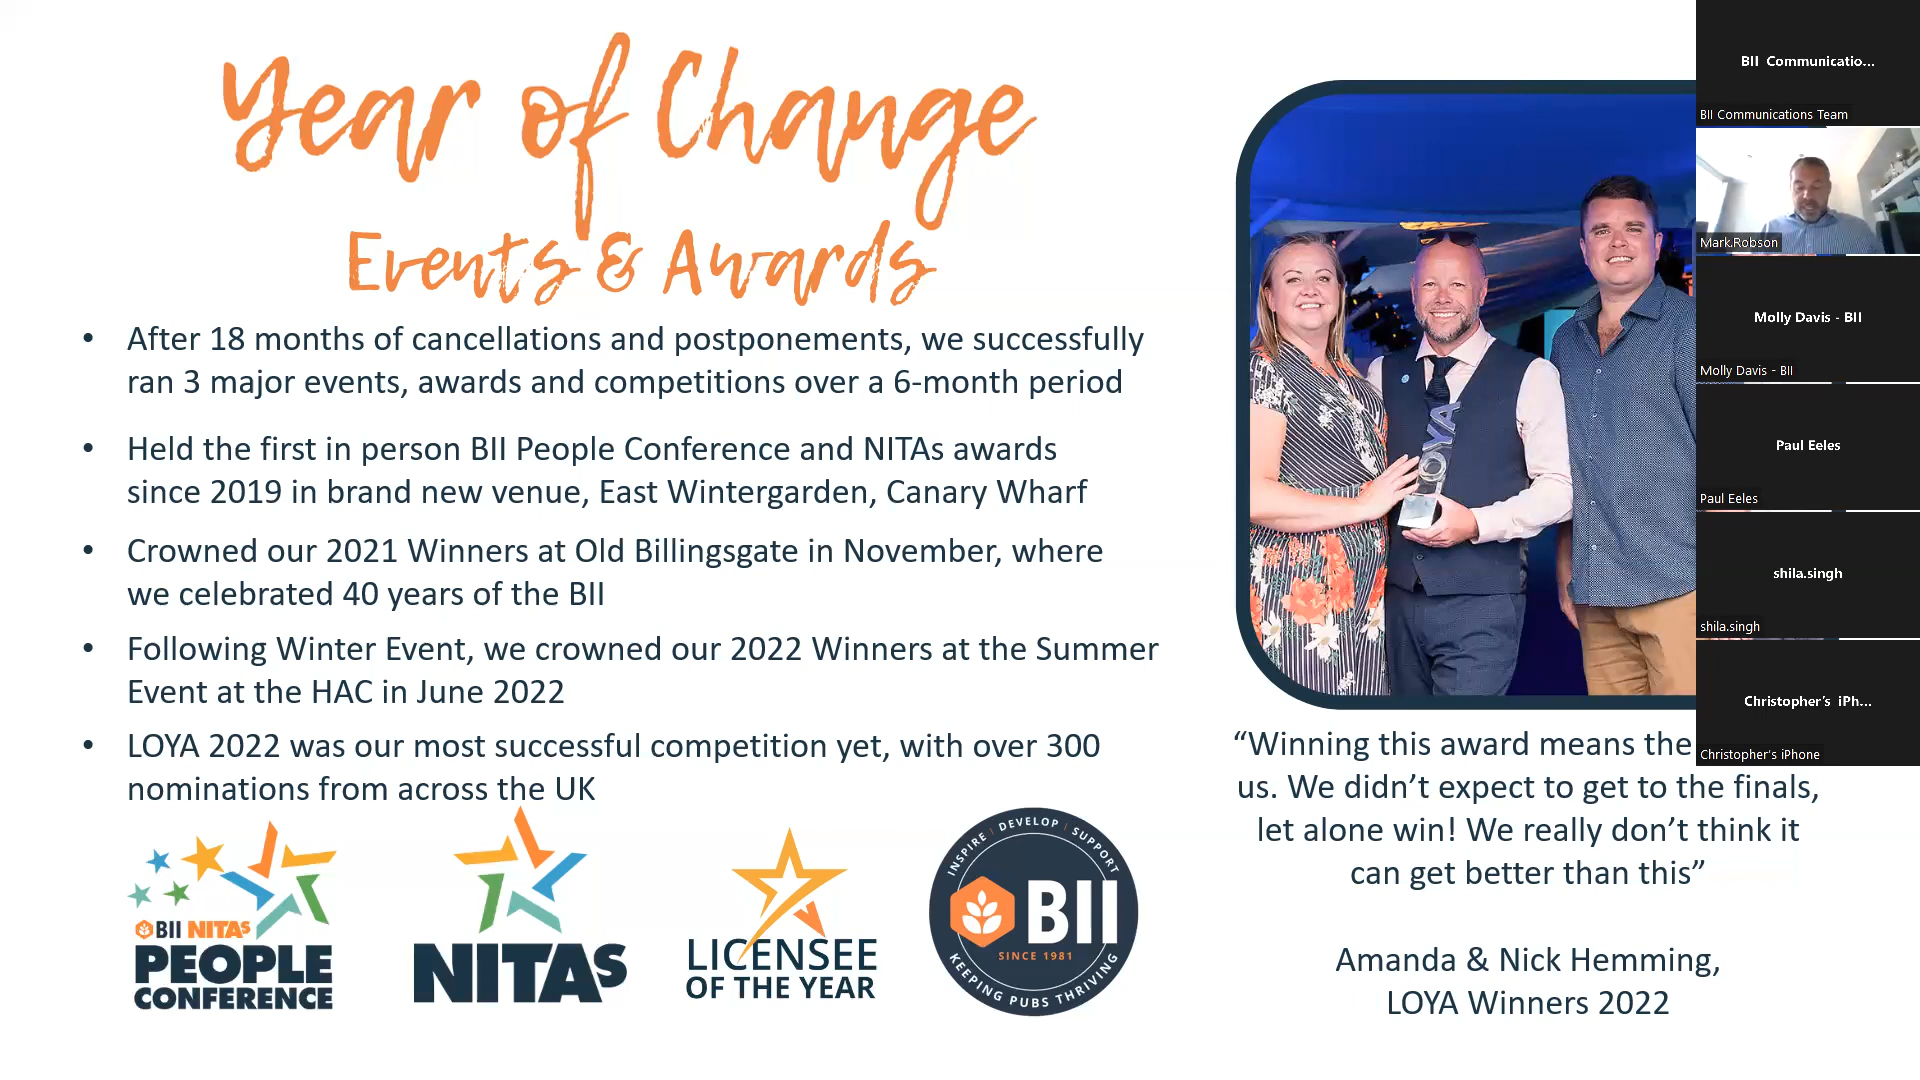 Year of Change
Events & Awards
• After 18 months of cancellations and postponements, we successfully
ran 3 major events, awards and competitions over a 6-month period
• Held the first in person BII People Conference and NITAs awards
since 2019 in brand new venue, East Wintergarden, Canary Wharf
• Crowned our 2021 Winners at Old Billingsgate in November, where
we celebrated 40 years of the BII
• Following Winter Event, we crowned our 2022 Winners at the Summer
Event at the HAC in June 2022
• LOYA 2022 was our most successful competition yet, with over 300
nominations from across the UK
BII NITAS
PEOPLE
CONFERENCE
NITAS
LICENSEE
OF THE YEAR
INSPIRE | DEVELOP | SUPPORT
BII
SINCE 1981
KEEPING PUBS THRIVING
LOYA
“Winning this award means the
us. We didn’t expect to get to the finals,
let alone win! We really don’t think it
can get better than this”
Amanda & Nick Hemming,
LOYA Winners 2022
BII Communicatio...
BII Communications Team
Mark.Robson
Molly Davis - BII
Molly Davis - BII
Paul Eeles
Paul Eeles
shila.singh
shila.singh
Christopher's iPh...
Christopher's iPhone